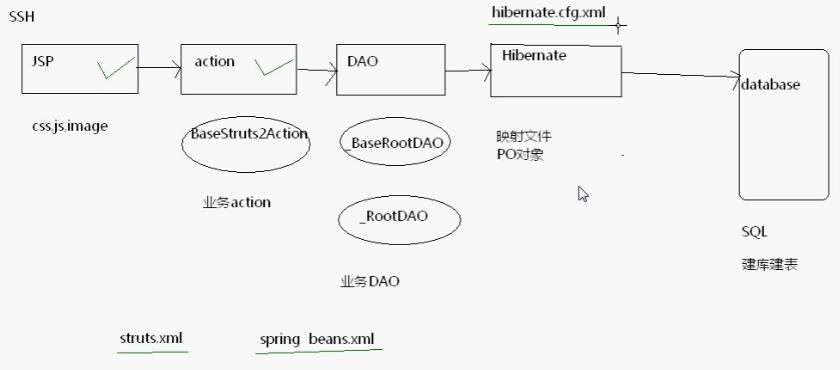 SSH
hibernate.cfg.xml
JSP
action
DAO
Hibernate
database
css,js,image
BaseStruts2Action
_BaseRootDAO
映射文件
PO对象
业务action
_RootDAO
SQL
业务DAO
建库建表
struts.xml
spring beans.xml